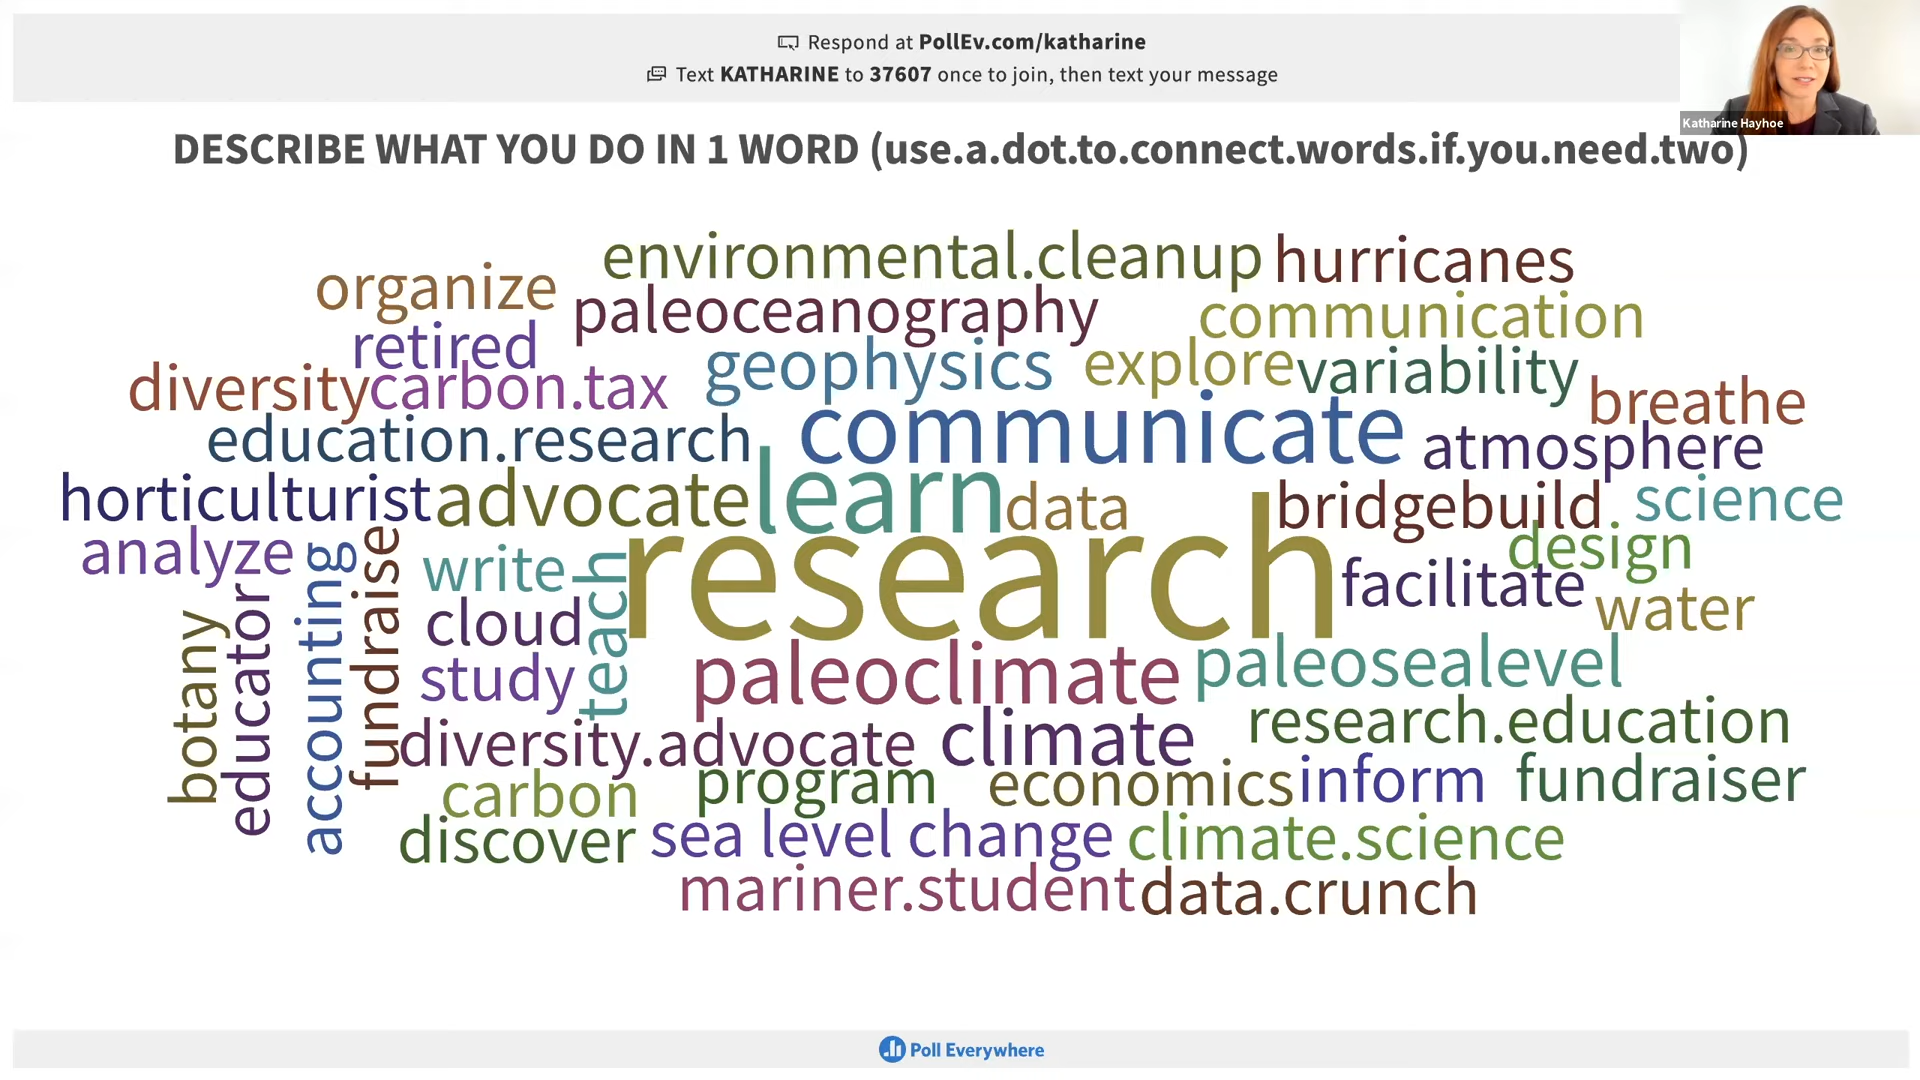 Respond at PollEv.com/katharine
Text KATHARINE to 37607 once to join, then text your message
Katharine Hayhoe
DESCRIBE WHAT YOU DO IN 1 WORD (use.a.dot.to.connect.words.if.you.need.two)
environmental.cleanup
hurricanes
organize
paleoceanography
communication
retired
geophysics
explore
variability
diversity
carbon.tax
breathe
education.research
communicate
atmosphere
horticulturist
advocate
learn
data
bridgebuild.
science
analyze
write
research
design
facilitate
water
cloud
teach
study
botany
educator
accounting
fundraise
paleoclimate
paleosealevel
diversity.advocate
climate
research.education
carbon
program
economics
inform
fundraiser
discover
sea level change
climate.science
mariner.student
data.crunch
Poll Everywhere